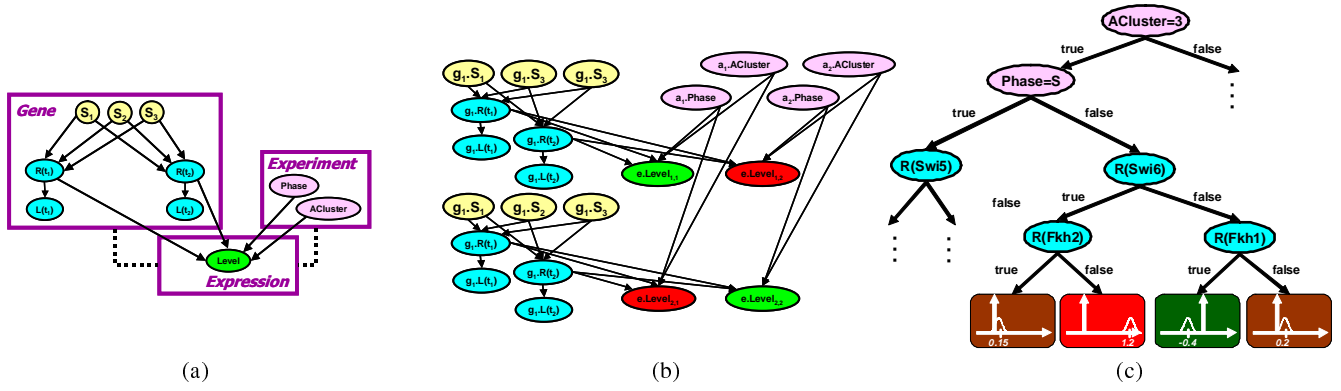 Gene
S1
S2
S3
R(t1)
R(t2)
L(t1)
L(t2)
Experiment
Phase
ACluster
Level
Expression
(a)
g1.S1
g1.S3
g1.S3
g1.R(t1)
g1.L(t1)
g1.R(t2)
g1.L(t2)
a1.ACluster
a2.ACluster
a1.Phase
a2.Phase
e.Level1,1
e.Level1,2
g1.S1
g1.S2
g1.S3
g1.R(t1)
g1.L(t1)
g1.R(t2)
g1.L(t2)
e.Level2,1
e.Level2,2
(b)
ACluster=3
true
false
Phase=S
true
false
R(Swi5)
R(Swi6)
false
true
false
R(Fkh2)
R(Fkh1)
true
false
true
false
0.15
1.2
-0.4
0.2
(c)